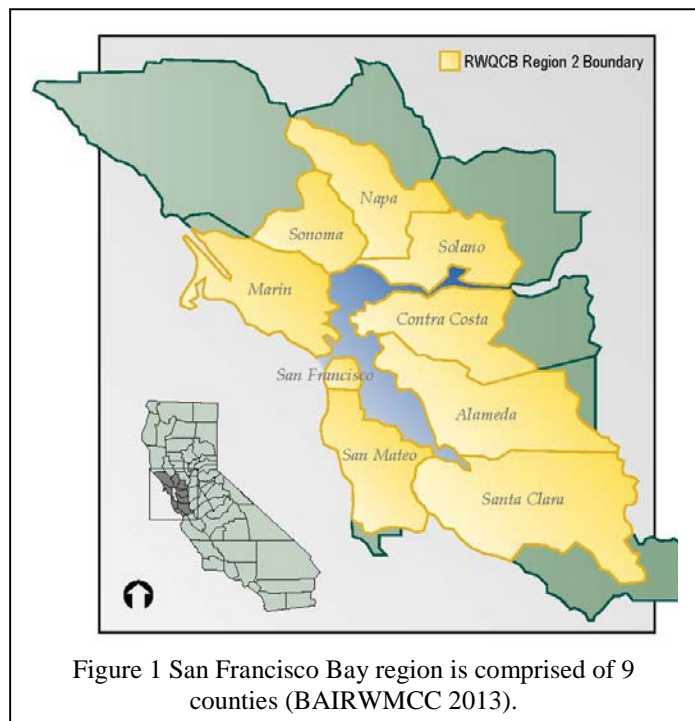 RWQCB Region 2 Boundary
Napa
Sonoma
Solano
Marin
Contra Costa
San Francisco
Alameda
San Mateo
Santa Clara
Figure 1 San Francisco Bay region is comprised of 9
counties (BAIRWMCC 2013).